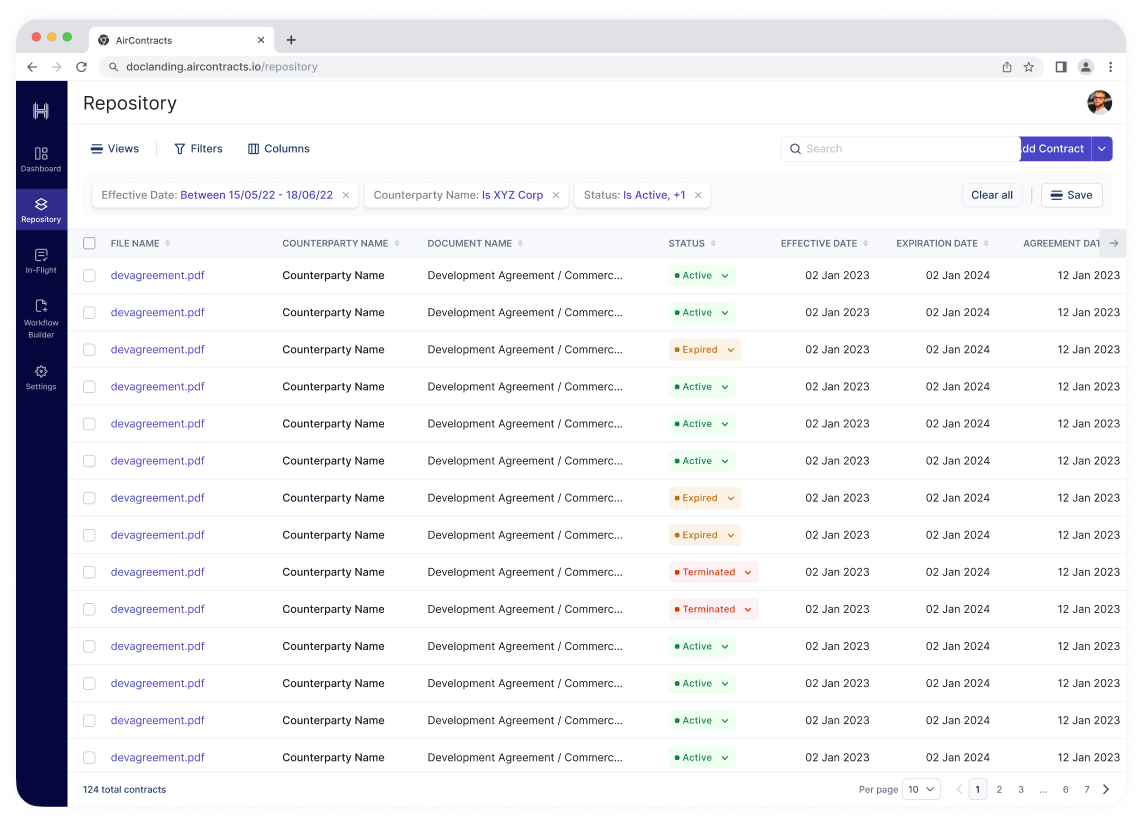 AirContracts
doclanding.aircontracts.io/repository
Repository
Dashboard
Repository
In-Flight
Workflow
Builder
Settings
Views Filters Columns Search dd Contract
Effective Date: Between 15/05/22 - 18/06/22 Counterparty Name: Is XYZ Corp Status: Is Active, +1 Clear all Save
FILE NAME COUNTERPARTY NAME DOCUMENT NAME STATUS EFFECTIVE DATE EXPIRATION DATE AGREEMENT DAT
devagreement.pdf Counterparty Name Development Agreement / Commerc... Active 02 Jan 2023 02 Jan 2024 12 Jan 2023
devagreement.pdf Counterparty Name Development Agreement / Commerc... Active 02 Jan 2023 02 Jan 2024 12 Jan 2023
devagreement.pdf Counterparty Name Development Agreement / Commerc... Expired 02 Jan 2023 02 Jan 2024 12 Jan 2023
devagreement.pdf Counterparty Name Development Agreement / Commerc... Active 02 Jan 2023 02 Jan 2024 12 Jan 2023
devagreement.pdf Counterparty Name Development Agreement / Commerc... Active 02 Jan 2023 02 Jan 2024 12 Jan 2023
devagreement.pdf Counterparty Name Development Agreement / Commerc... Active 02 Jan 2023 02 Jan 2024 12 Jan 2023
devagreement.pdf Counterparty Name Development Agreement / Commerc... Expired 02 Jan 2023 02 Jan 2024 12 Jan 2023
devagreement.pdf Counterparty Name Development Agreement / Commerc... Expired 02 Jan 2023 02 Jan 2024 12 Jan 2023
devagreement.pdf Counterparty Name Development Agreement / Commerc... Terminated 02 Jan 2023 02 Jan 2024 12 Jan 2023
devagreement.pdf Counterparty Name Development Agreement / Commerc... Terminated 02 Jan 2023 02 Jan 2024 12 Jan 2023
devagreement.pdf Counterparty Name Development Agreement / Commerc... Active 02 Jan 2023 02 Jan 2024 12 Jan 2023
devagreement.pdf Counterparty Name Development Agreement / Commerc... Active 02 Jan 2023 02 Jan 2024 12 Jan 2023
devagreement.pdf Counterparty Name Development Agreement / Commerc... Active 02 Jan 2023 02 Jan 2024 12 Jan 2023
devagreement.pdf Counterparty Name Development Agreement / Commerc... Active 02 Jan 2023 02 Jan 2024 12 Jan 2023
124 total contracts Per page 10 1 2 3 ... 6 7